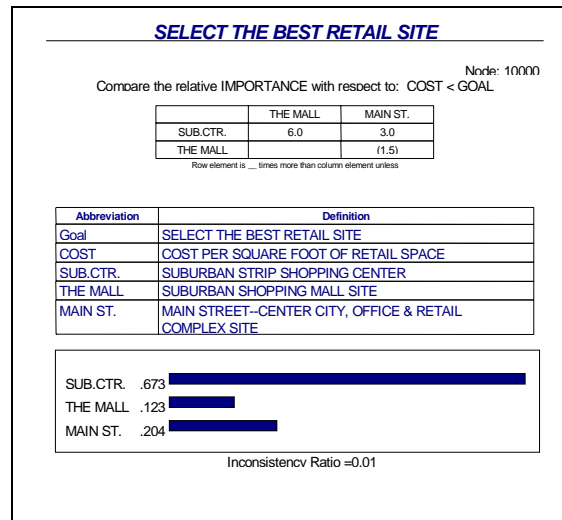 SELECT THE BEST RETAIL SITE
Node: 10000
Compare the relative IMPORTANCE with respect to: COST < GOAL
THE MALL MAIN ST.
SUB.CTR. 6.0 3.0
THE MALL (1.5)
Row element is __ times more than column element unless
Abbreviation Definition
Goal SELECT THE BEST RETAIL SITE
COST COST PER SQUARE FOOT OF RETAIL SPACE
SUB.CTR. SUBURBAN STRIP SHOPPING CENTER
THE MALL SUBURBAN SHOPPING MALL SITE
MAIN ST. MAIN STREET--CENTER CITY, OFFICE & RETAIL
COMPLEX SITE
SUB.CTR. .673
THE MALL .123
MAIN ST. .204
Inconsistency Ratio =0.01